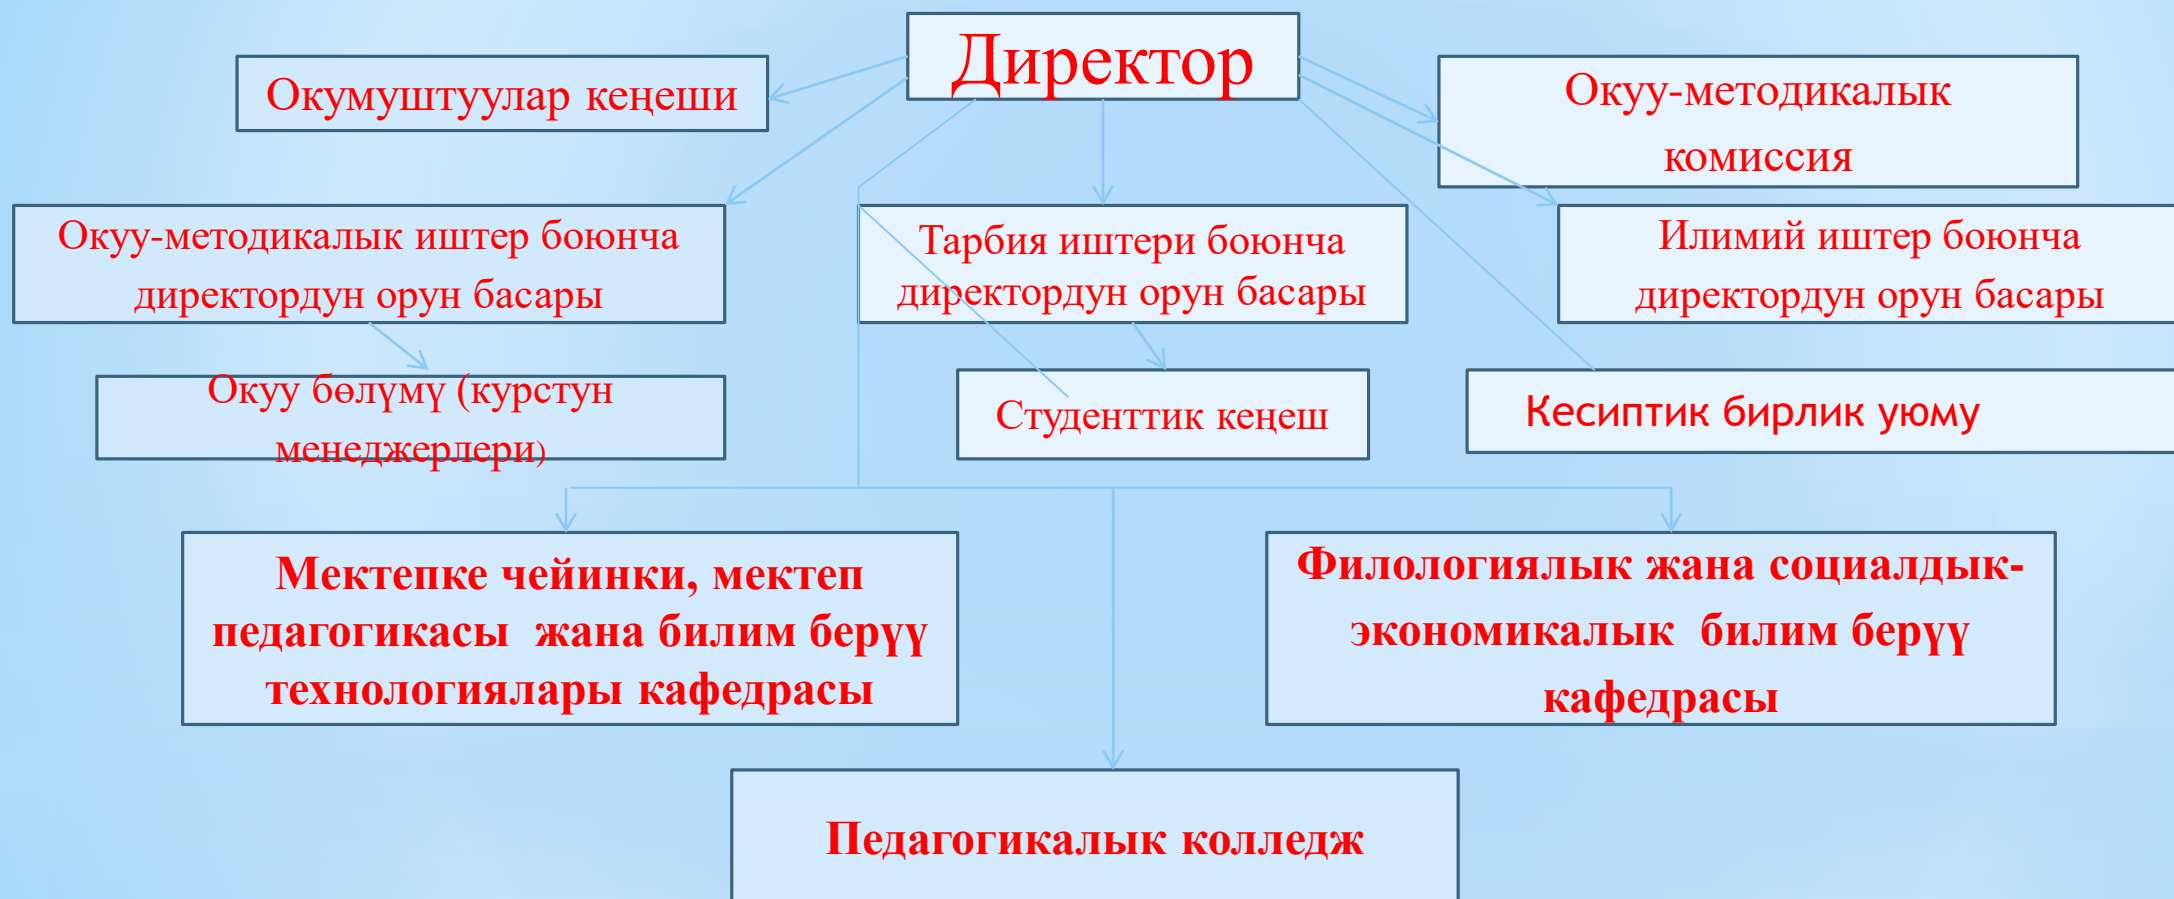 Директор
Окумуштуулар кеңеши
Окуу-методикалык
комиссия
Окуу-методикалык иштер боюнча
директордун орун басары
Тарбия иштери боюнча
директордун орун басары
Илимий иштер боюнча
директордун орун басары
Окуу бөлүмү (курстун
менеджерлери)
Студенттик кеңеш
Кесиптик бирлик уюму
Мектепке чейинки, мектеп
педагогикасы жана билим берүү
технологиялары кафедрасы
Филологиялык жана социалдык-
экономикалык билим берүү
кафедрасы
Педагогикалык колледж